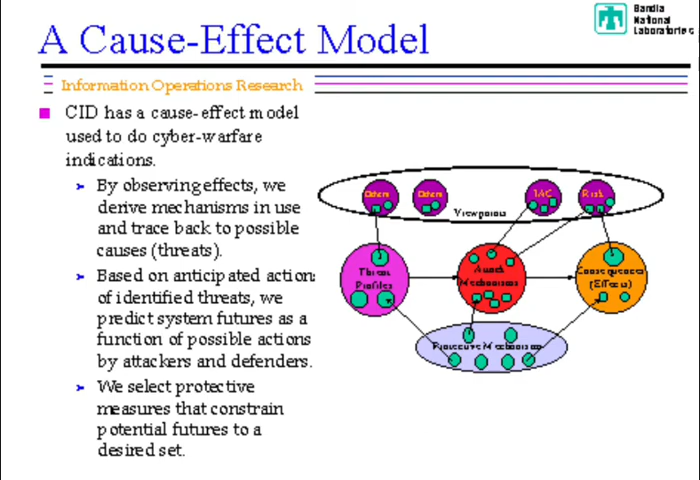 Sandia
National
Laboratories
A Cause-Effect Model
Information Operations Research
CID has a cause-effect model
used to do cyber-warfare
indications.
By observing effects, we
derive mechanisms in use
and trace back to possible
causes (threats).
Based on anticipated actions
of identified threats, we
predict system futures as a
function of possible actions
by attackers and defenders.
We select protective
measures that constrain
potential futures to a
desired set.
Others
Others
IAC
Risk
Viewpoints
Threat
Profiles
Attack
Mechanisms
Consequences
(Effects)
Protective Mechanisms